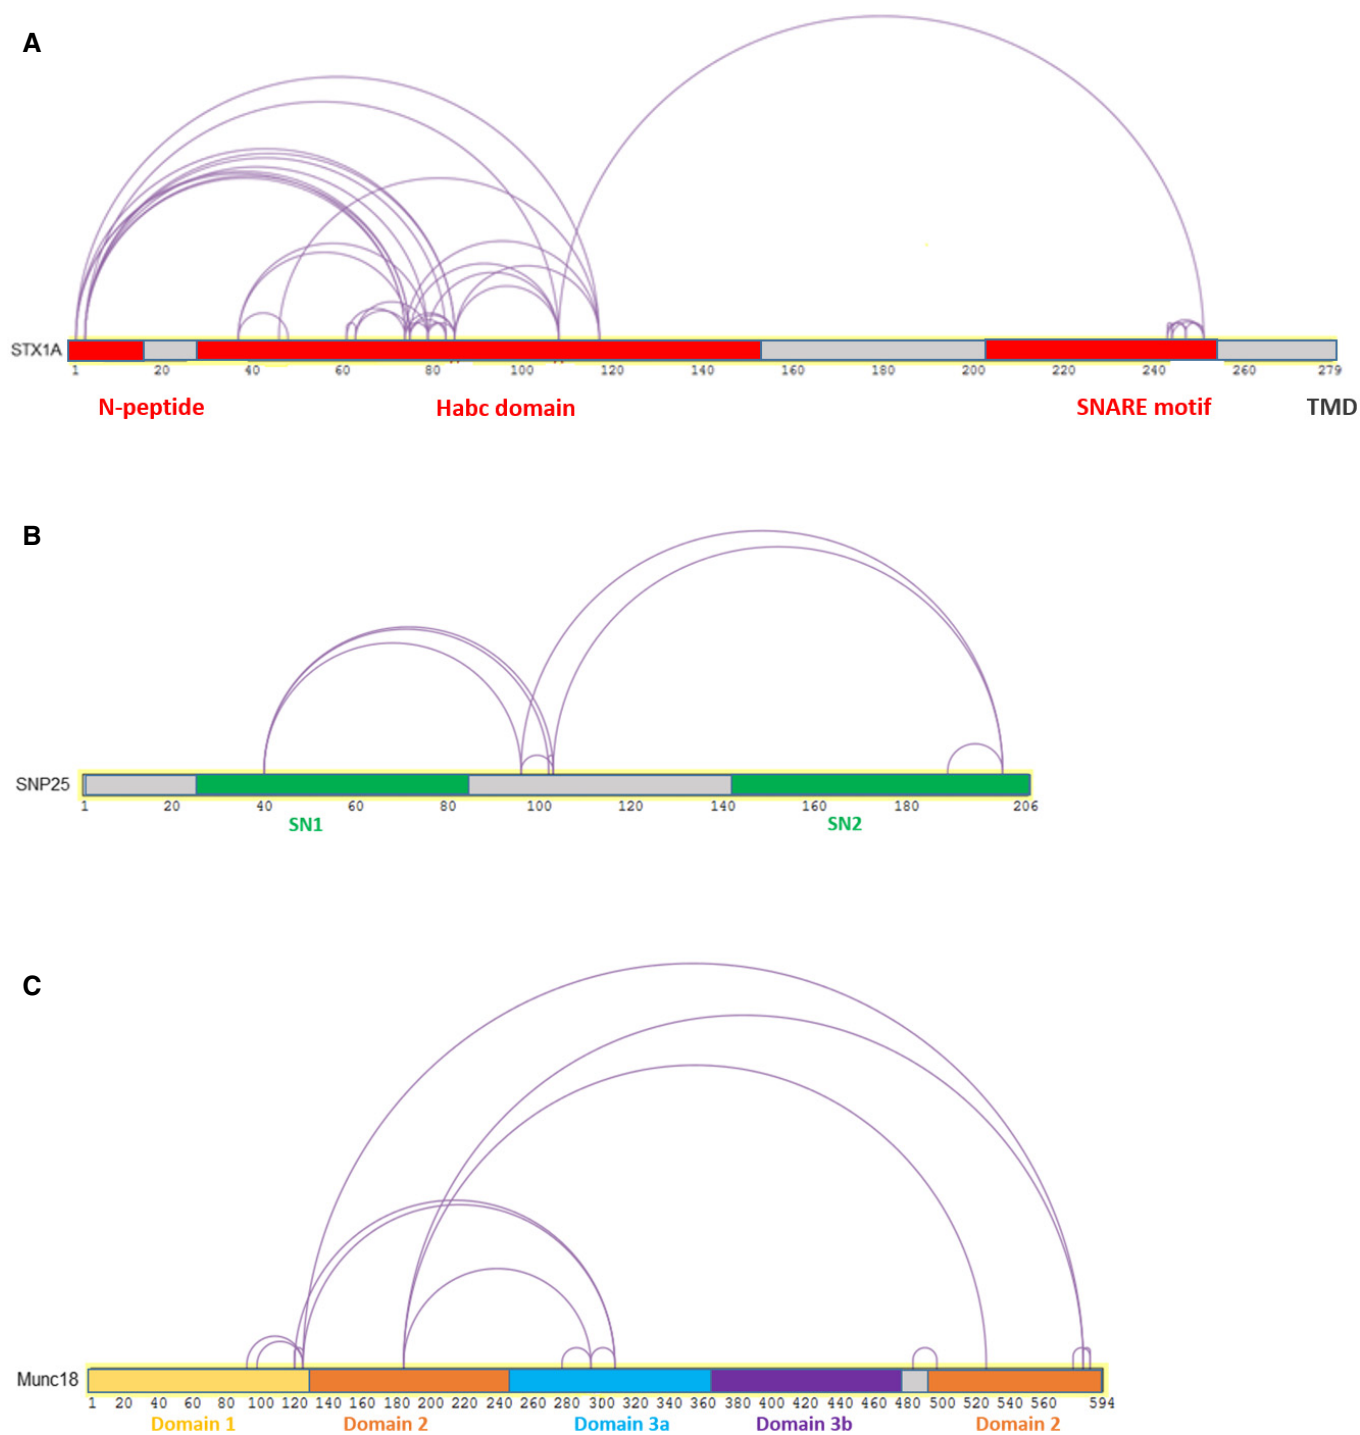 A
STX1A
1 20 40 60 80 100 120 140 160 180 200 220 240 260 279
N-peptide Habc domain SNARE motif TMD
B
SNP25
1 20 40 60 80 100 120 140 160 180 206
SN1 SN2
C
Munc18
1 20 40 60 80 100 120 140 160 180 200 220 240 260 280 300 320 340 360 380 400 420 440 460 480 500 520 540 560 594
Domain 1 Domain 2 Domain 3a Domain 3b Domain 2